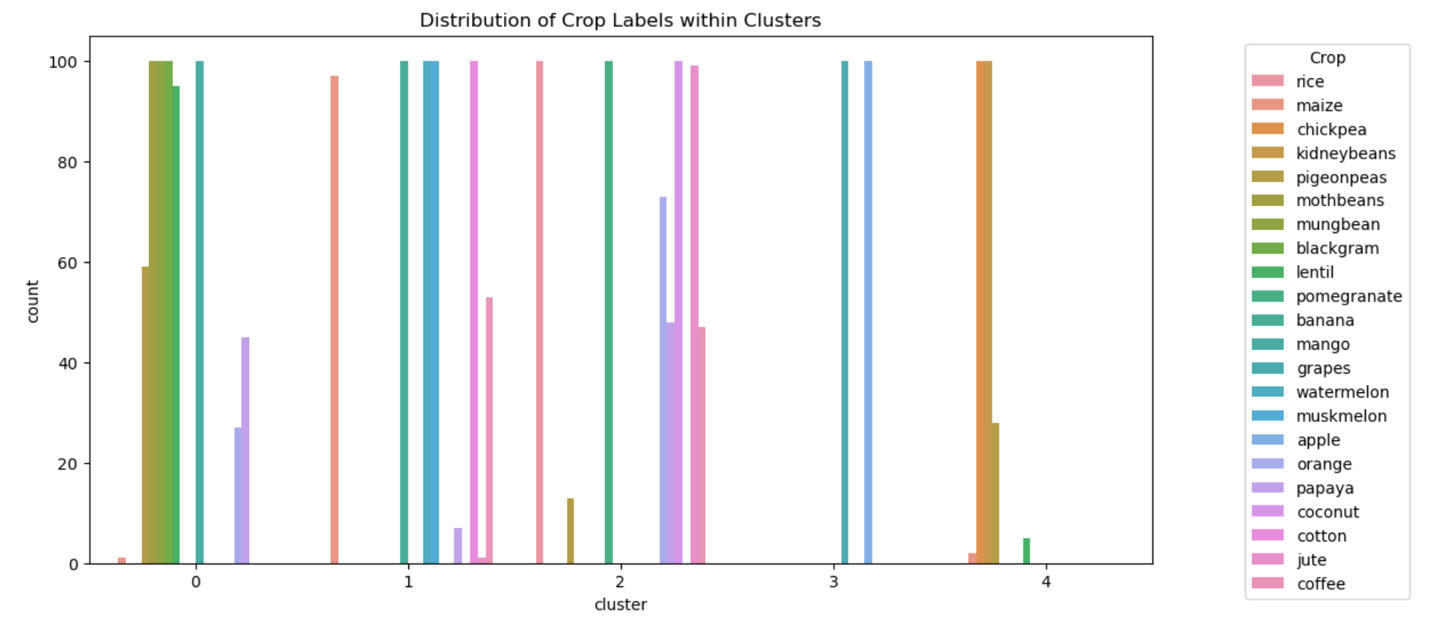 Distribution of Crop Labels within Clusters
100
80
60
40
20
0
count
0 1 2 3 4
cluster
Crop
rice
maize
chickpea
kidneybeans
pigeonpeas
mothbeans
mungbean
blackgram
lentil
pomegranate
banana
mango
grapes
watermelon
muskmelon
apple
orange
papaya
coconut
cotton
jute
coffee